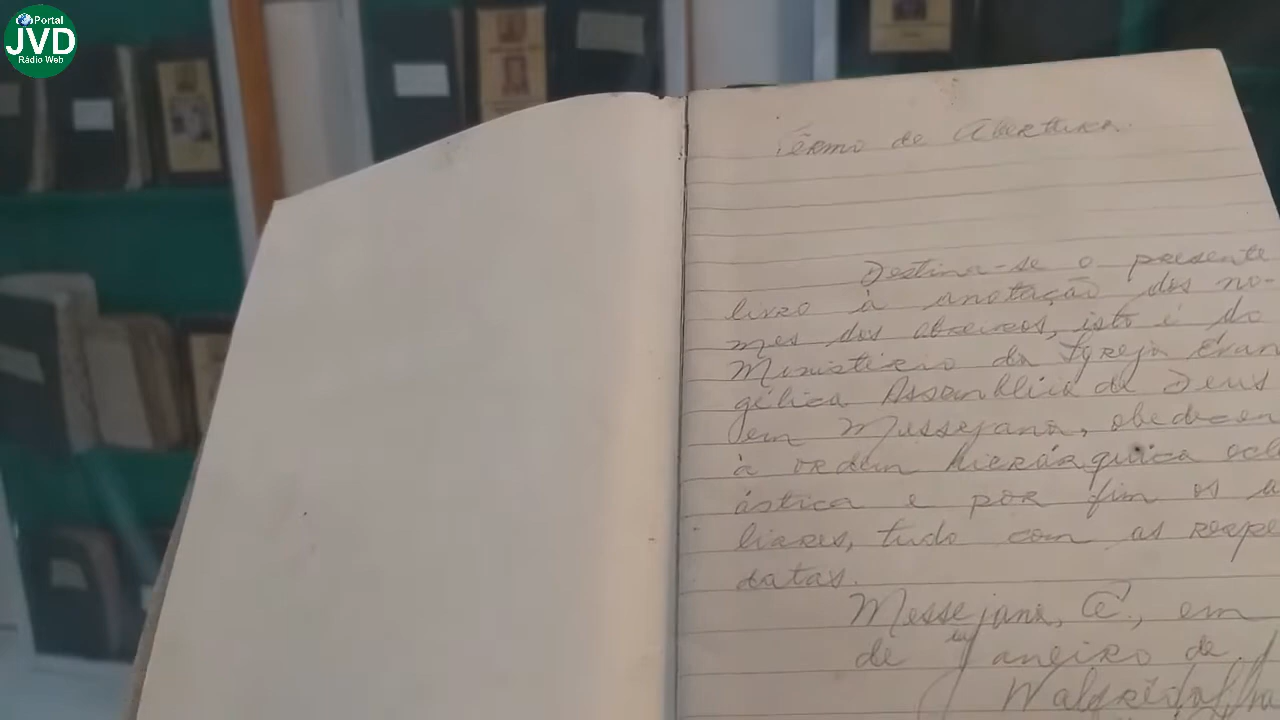 Portal
JVD
Rádio Web
Têrmo de Abertura.
Destina-se o presente
livro à anotação dos no-
mes dos obreiros, isto é do
Ministério da Igreja Evan
gélica Assembléia de Deus
em Messejana, obedecen
à ordem hierárquica ecl
ástica e por fim os
liares, tudo com as respe
datas.
Messejana, Ce., em
de Janeiro de